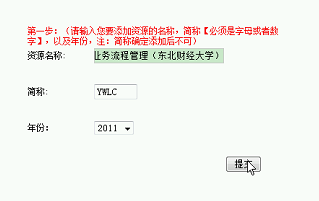 第一步：（请输入您要添加资源的名称，简称【必须是字母或者数
字】，以及年份，注：简称确定添加后不可）
资源名称： 业务流程管理（东北财经大学）
简称： YWLC
年份： 2011
提交